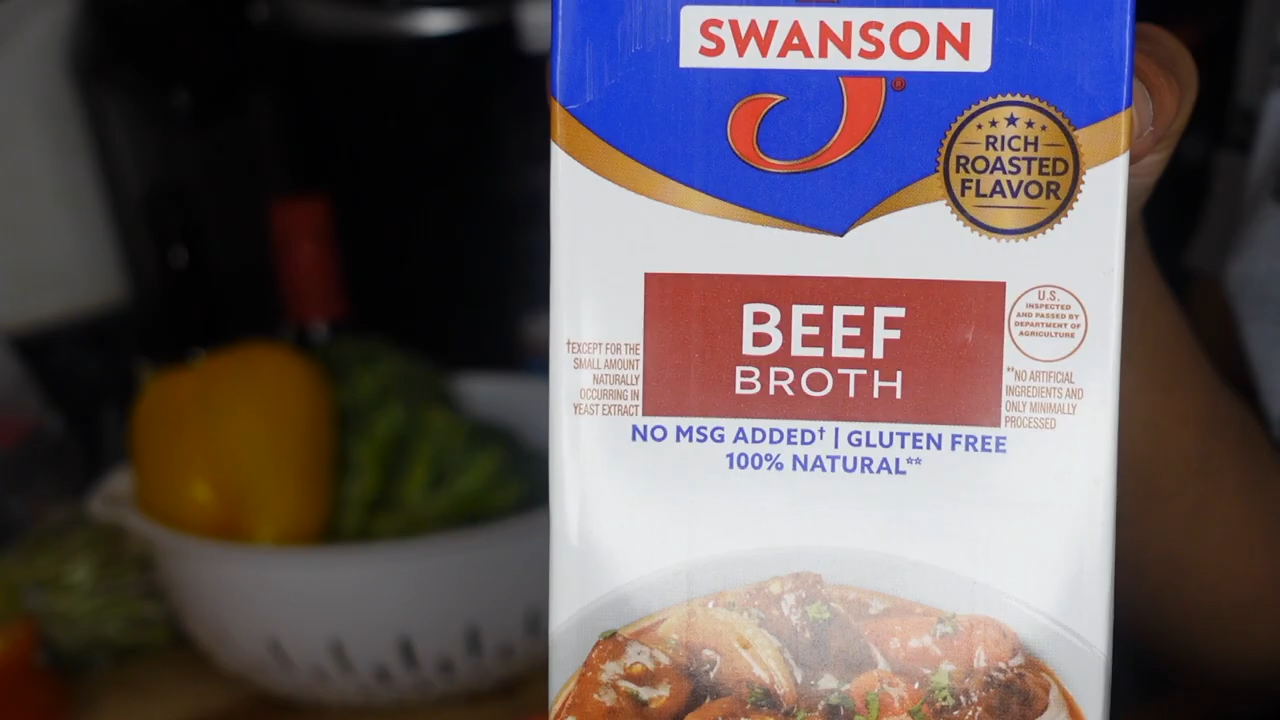 SWANSON
®
RICH
ROASTED
FLAVOR
BEEF
BROTH
U.S.
INSPECTED
AND PASSED BY
DEPARTMENT OF
AGRICULTURE
†EXCEPT FOR THE
SMALL AMOUNT
NATURALLY
OCCURRING IN
YEAST EXTRACT
**NO ARTIFICIAL
INGREDIENTS AND
ONLY MINIMALLY
PROCESSED
NO MSG ADDED† | GLUTEN FREE
100% NATURAL**